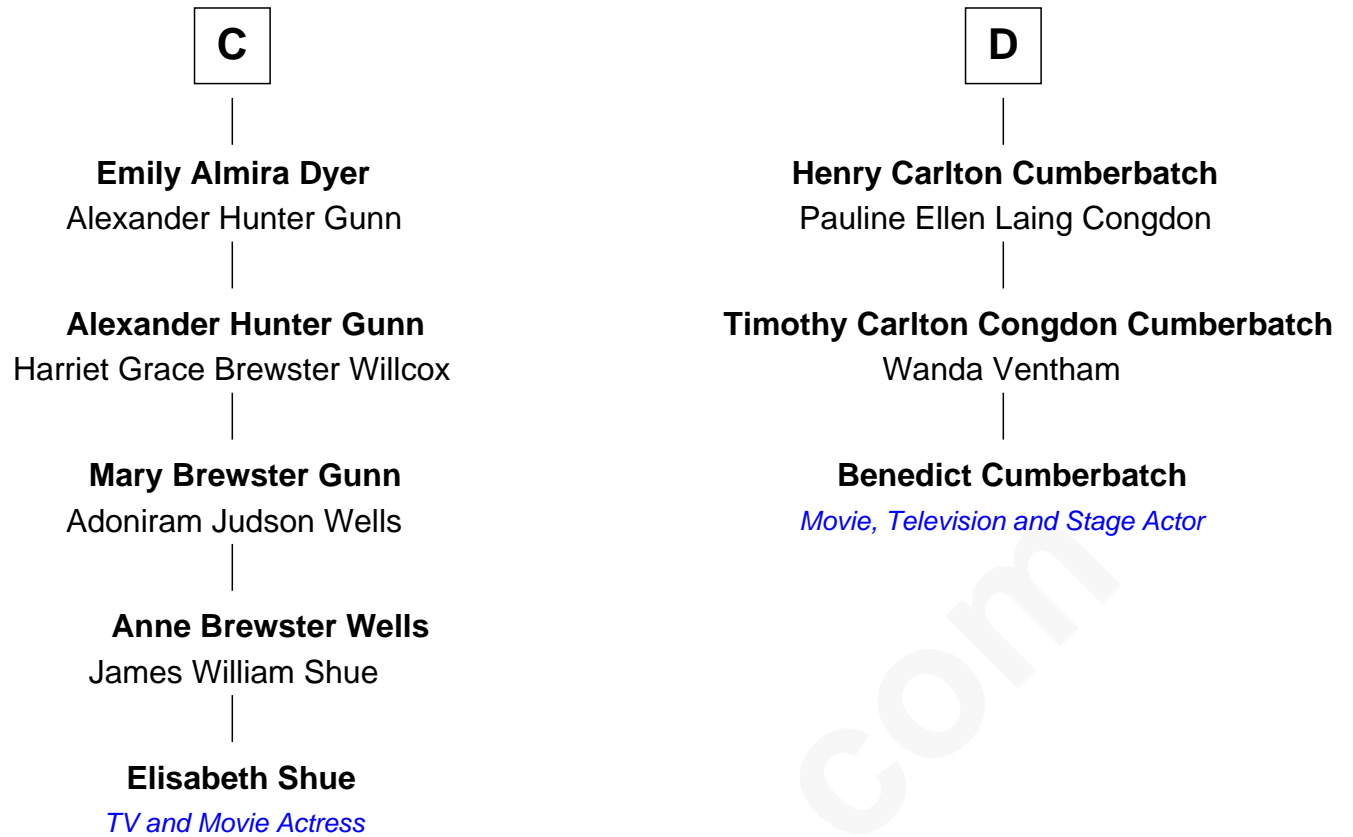 C
Emily Almira Dyer
Alexander Hunter Gunn
Alexander Hunter Gunn
Harriet Grace Brewster Willcox
Mary Brewster Gunn
Adoniram Judson Wells
Anne Brewster Wells
James William Shue
Elisabeth Shue
TV and Movie Actress
D
Henry Carlton Cumberbatch
Pauline Ellen Laing Congdon
Timothy Carlton Congdon Cumberbatch
Wanda Ventham
Benedict Cumberbatch
Movie, Television and Stage Actor
com